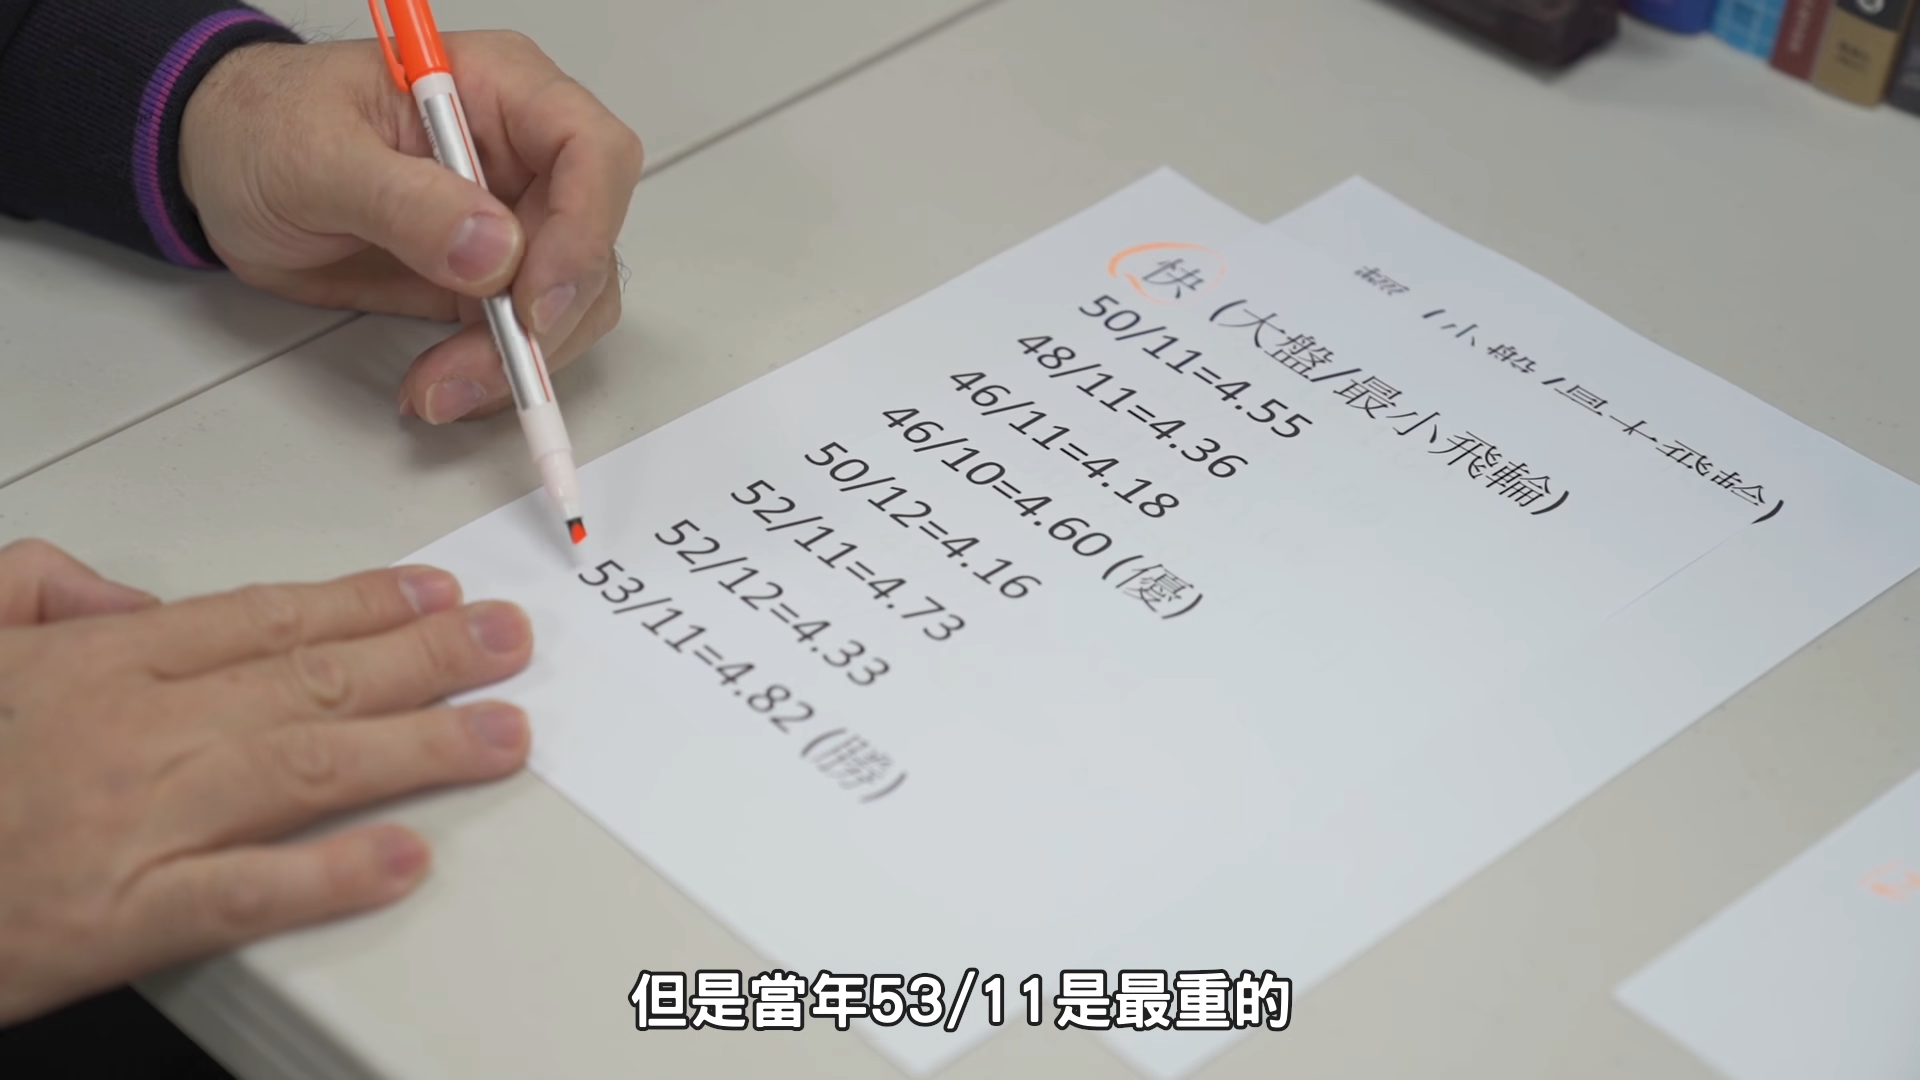 快 (大盤/最小飛輪)
50/11=4.55
48/11=4.36
46/11=4.18
46/10=4.60 (優)
50/12=4.16
52/11=4.73
52/12=4.33
53/11=4.82 (勝)
但是當年53/11是最重的